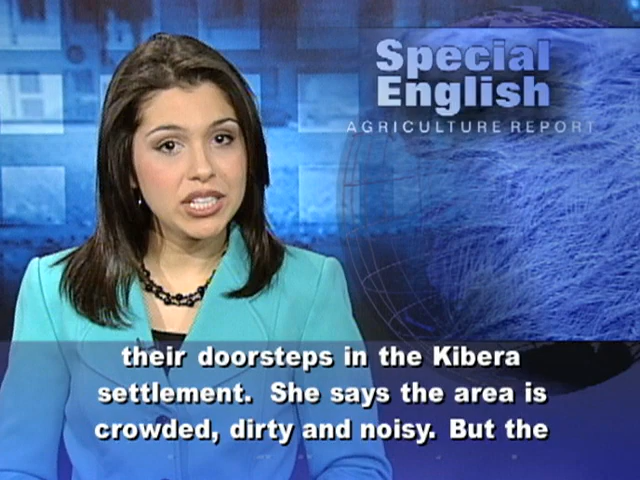 Special
English
AGRICULTURE REPORT
their doorsteps in the Kibera
settlement. She says the area is
crowded, dirty and noisy. But the